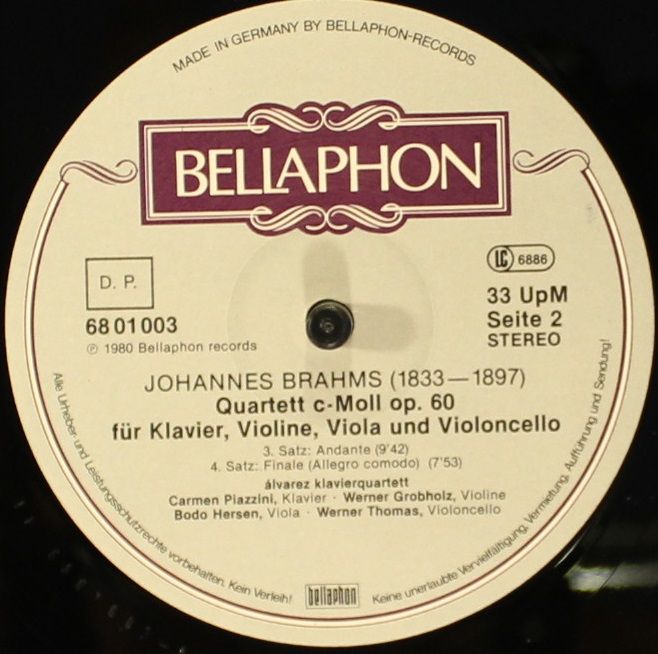 MADE IN GERMANY BY BELLAPHON-RECORDS
BELLAPHON
D. P.
LC 6886
68 01 003
℗ 1980 Bellaphon records
33 UpM
Seite 2
STEREO
JOHANNES BRAHMS (1833—1897)
Quartett c-Moll op. 60
für Klavier, Violine, Viola und Violoncello
3. Satz: Andante (9'42)
4. Satz: Finale (Allegro comodo) (7'53)
álvarez klavierquartett
Carmen Piazzini, Klavier · Werner Grobholz, Violine
Bodo Hersen, Viola · Werner Thomas, Violoncello
Alle Urheber- und Leistungsschutzrechte vorbehalten. Kein Verleih!
bellaphon
Keine unerlaubte Vervielfältigung, Vermietung, Aufführung und Sendung!